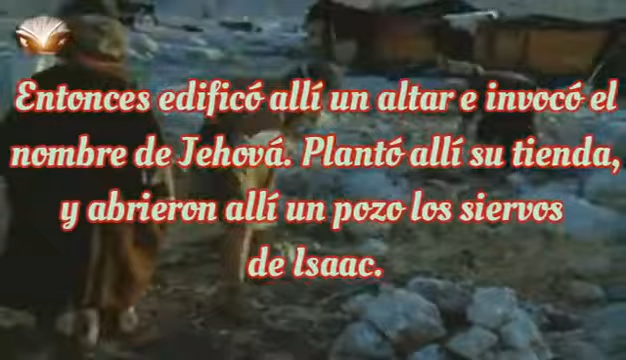 Entonces edificó allí un altar e invocó el
nombre de Jehová. Plantó allí su tienda,
y abrieron allí un pozo los siervos
de Isaac.